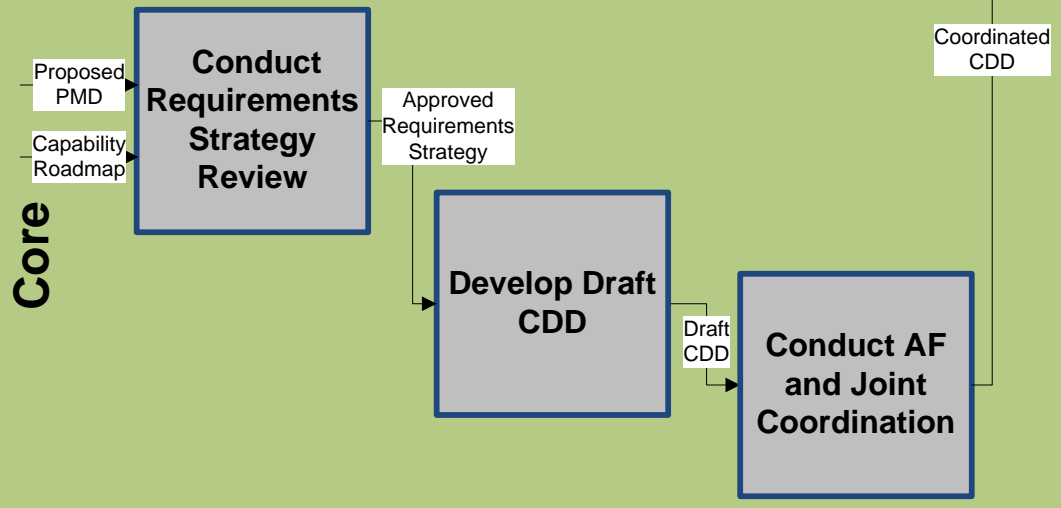 Core
Proposed
PMD
Capability
Roadmap
Conduct
Requirements
Strategy
Review
Approved
Requirements
Strategy
Develop Draft
CDD
Draft
CDD
Conduct AF
and Joint
Coordination
Coordinated
CDD